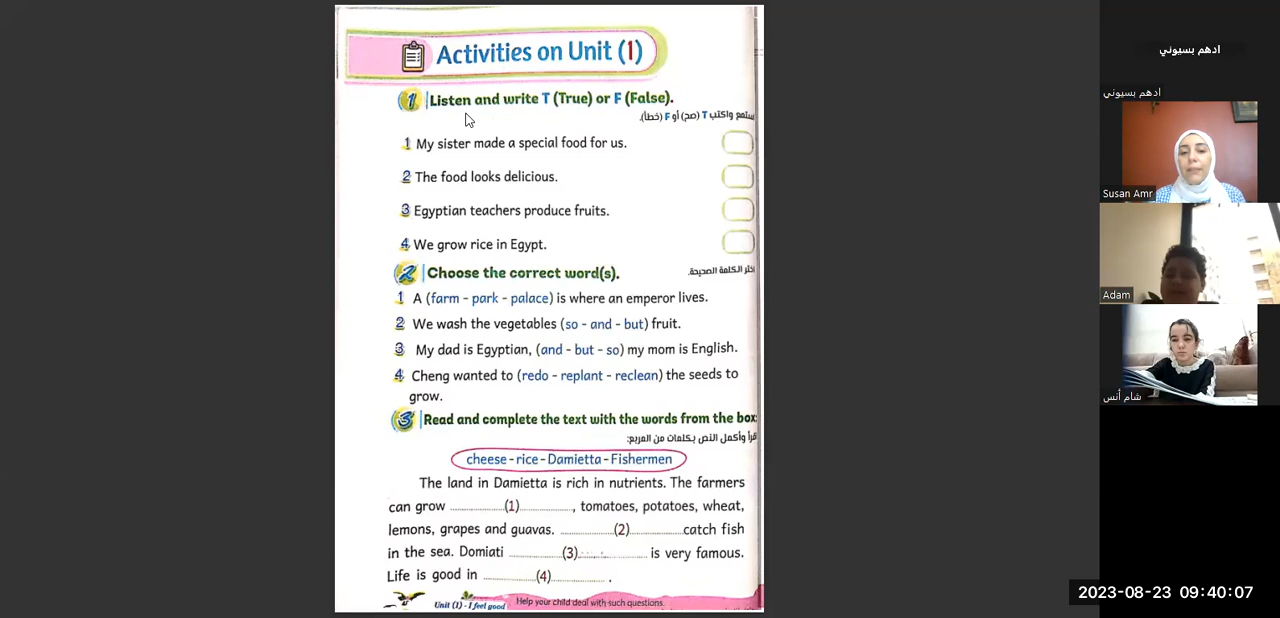 Activities on Unit (1)
1 Listen and write T (True) or F (False).
ستمع واكتب T (صح) أو F (خطأ).
1 My sister made a special food for us.
2 The food looks delicious.
3 Egyptian teachers produce fruits.
4 We grow rice in Egypt.
2 Choose the correct word(s).
اختر الكلمة الصحيحة.
1 A (farm - park - palace) is where an emperor lives.
2 We wash the vegetables (so - and - but) fruit.
3 My dad is Egyptian, (and - but - so) my mom is English.
4 Cheng wanted to (redo - replant - reclean) the seeds to
grow.
3 Read and complete the text with the words from the box:
قرأ وأكمل النص بكلمات من المربع:
cheese - rice - Damietta - Fishermen
The land in Damietta is rich in nutrients. The farmers
can grow ............(1)............, tomatoes, potatoes, wheat,
lemons, grapes and guavas. ............(2)............ catch fish
in the sea. Domiati ............(3)............ is very famous.
Life is good in ............(4)............ .
Unit (1) - I feel good
Help your child deal with such questions.
ادهم بسيوني
ادهم بسيوني
Susan Amr
Adam
شام أنس
2023-08-23 09:40:07